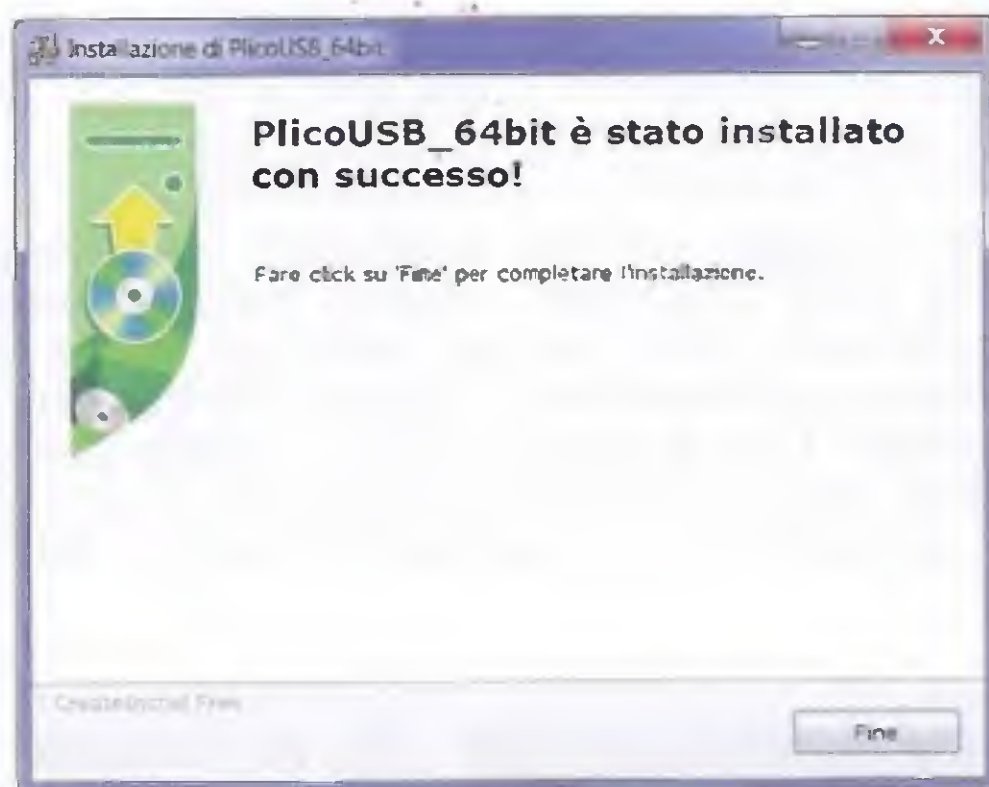 Installazione di PlicoUSB_64bit
X
PlicoUSB_64bit è stato installato
con successo!
Fare click su 'Fine' per completare l'installazione.
CreateInstall Free
Fine